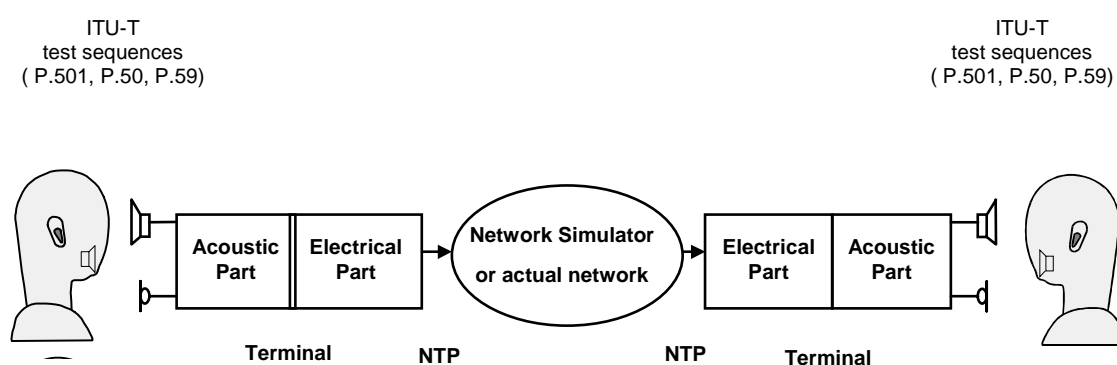 ITU-T
test sequences
( P.501, P.50, P.59)
ITU-T
test sequences
( P.501, P.50, P.59)
Acoustic
Part
Electrical
Part
Network Simulator
or actual network
Electrical
Part
Acoustic
Part
Terminal
NTP
NTP
Terminal